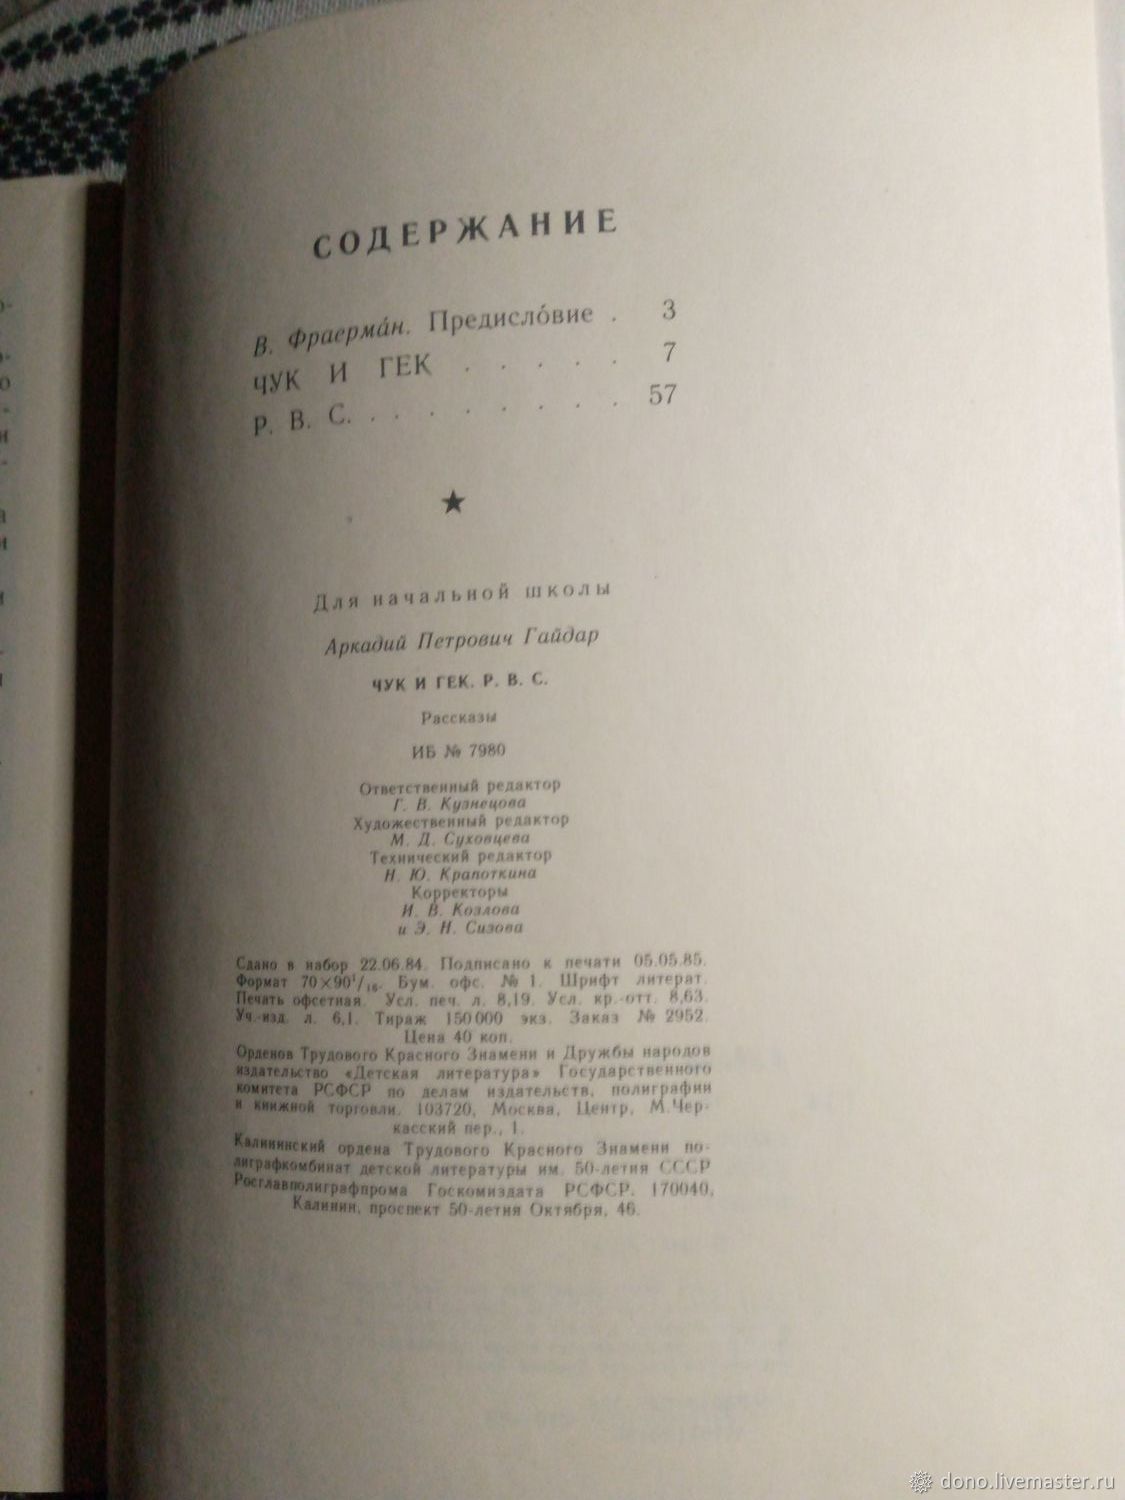 СОДЕРЖАНИЕ
В. Фраерма́н. Предисло́вие . 3
ЧУК И ГЕК . . . . . 7
Р. В. С. . . . . . . . 57
★
Для начальной школы
Аркадий Петрович Гайдар
ЧУК И ГЕК. Р. В. С.
Рассказы
ИБ № 7980
Ответственный редактор
Г. В. Кузнецова
Художественный редактор
М. Д. Суховцева
Технический редактор
Н. Ю. Крапоткина
Корректоры
И. В. Козлова
и Э. Н. Сизова
Сдано в набор 22.06.84. Подписано к печати 05.05.85.
Формат 70×90¹/₁₆. Бум. офс. № 1. Шрифт литерат.
Печать офсетная. Усл. печ. л. 8,19. Усл. кр.-отт. 8,63.
Уч.-изд. л. 6,1. Тираж 150 000 экз. Заказ № 2952.
Цена 40 коп.
Орденов Трудового Красного Знамени и Дружбы народов
издательство «Детская литература» Государственного
комитета РСФСР по делам издательств, полиграфии
и книжной торговли. 103720, Москва, Центр, М.Чер-
касский пер., 1.
Калининский ордена Трудового Красного Знамени по-
лиграфкомбинат детской литературы им. 50-летия СССР
Росглавполиграфпрома Госкомиздата РСФСР. 170040,
Калинин, проспект 50-летия Октября, 46.
dono.livemaster.ru